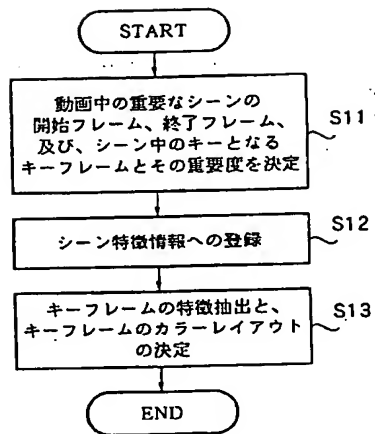 START
動画中の重要なシーンの
開始フレーム、終了フレーム、
及び、シーン中のキーとなる
キーフレームとその重要度を決定
S11
シーン特徴情報への登録
S12
キーフレームの特徴抽出と、
キーフレームのカラーレイアウト
の決定
S13
END